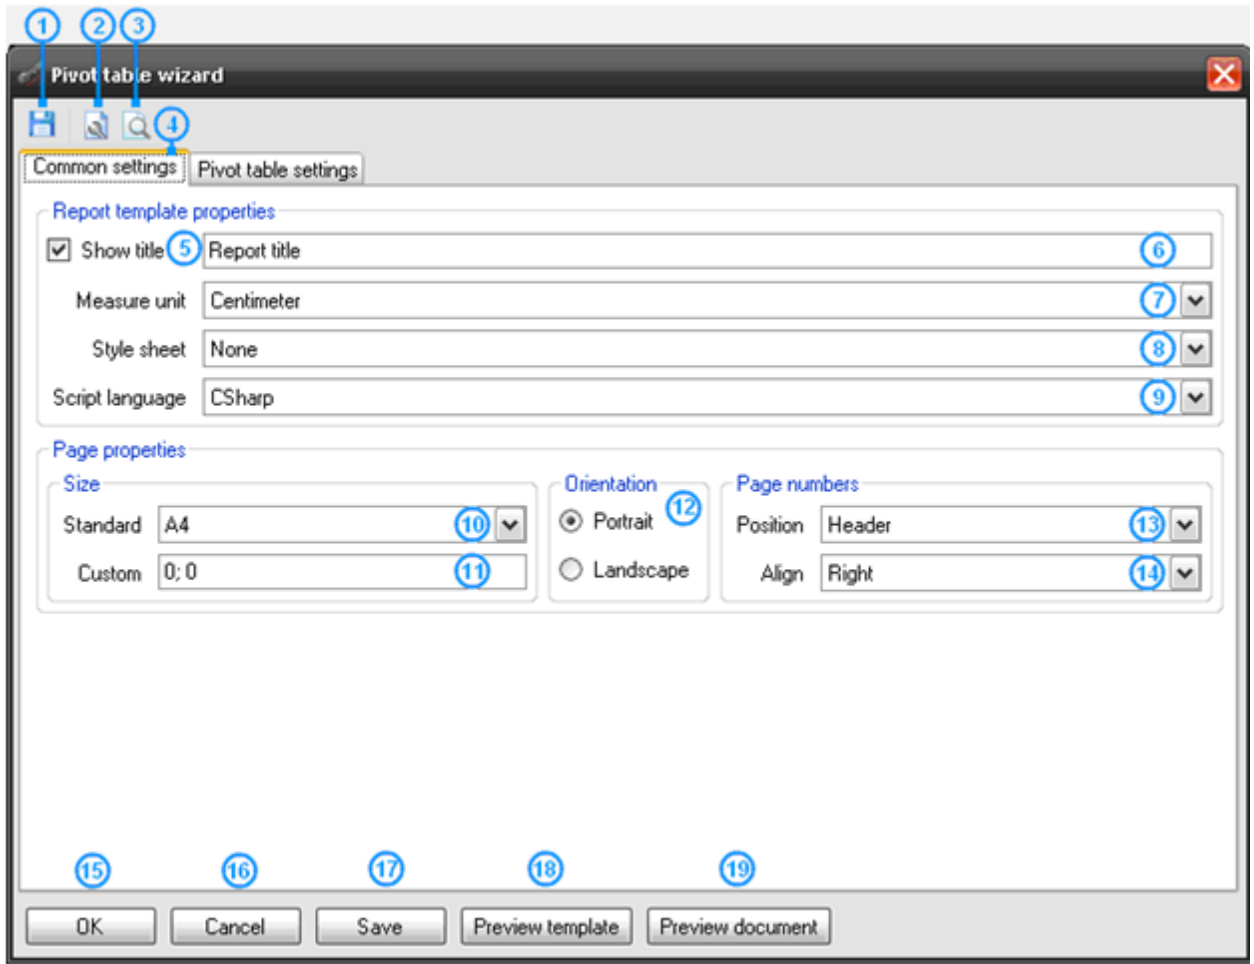 1 2 3
Pivot table wizard
4
Common settings Pivot table settings
Report template properties
Show title 5 Report title 6
Measure unit Centimeter 7
Style sheet None 8
Script language CSharp 9
Page properties
Size Orientation Page numbers
Standard A4 10 Portrait 12 Position Header 13
Custom 0; 0 11 Landscape Align Right 14
15 16 17 18 19
OK Cancel Save Preview template Preview document